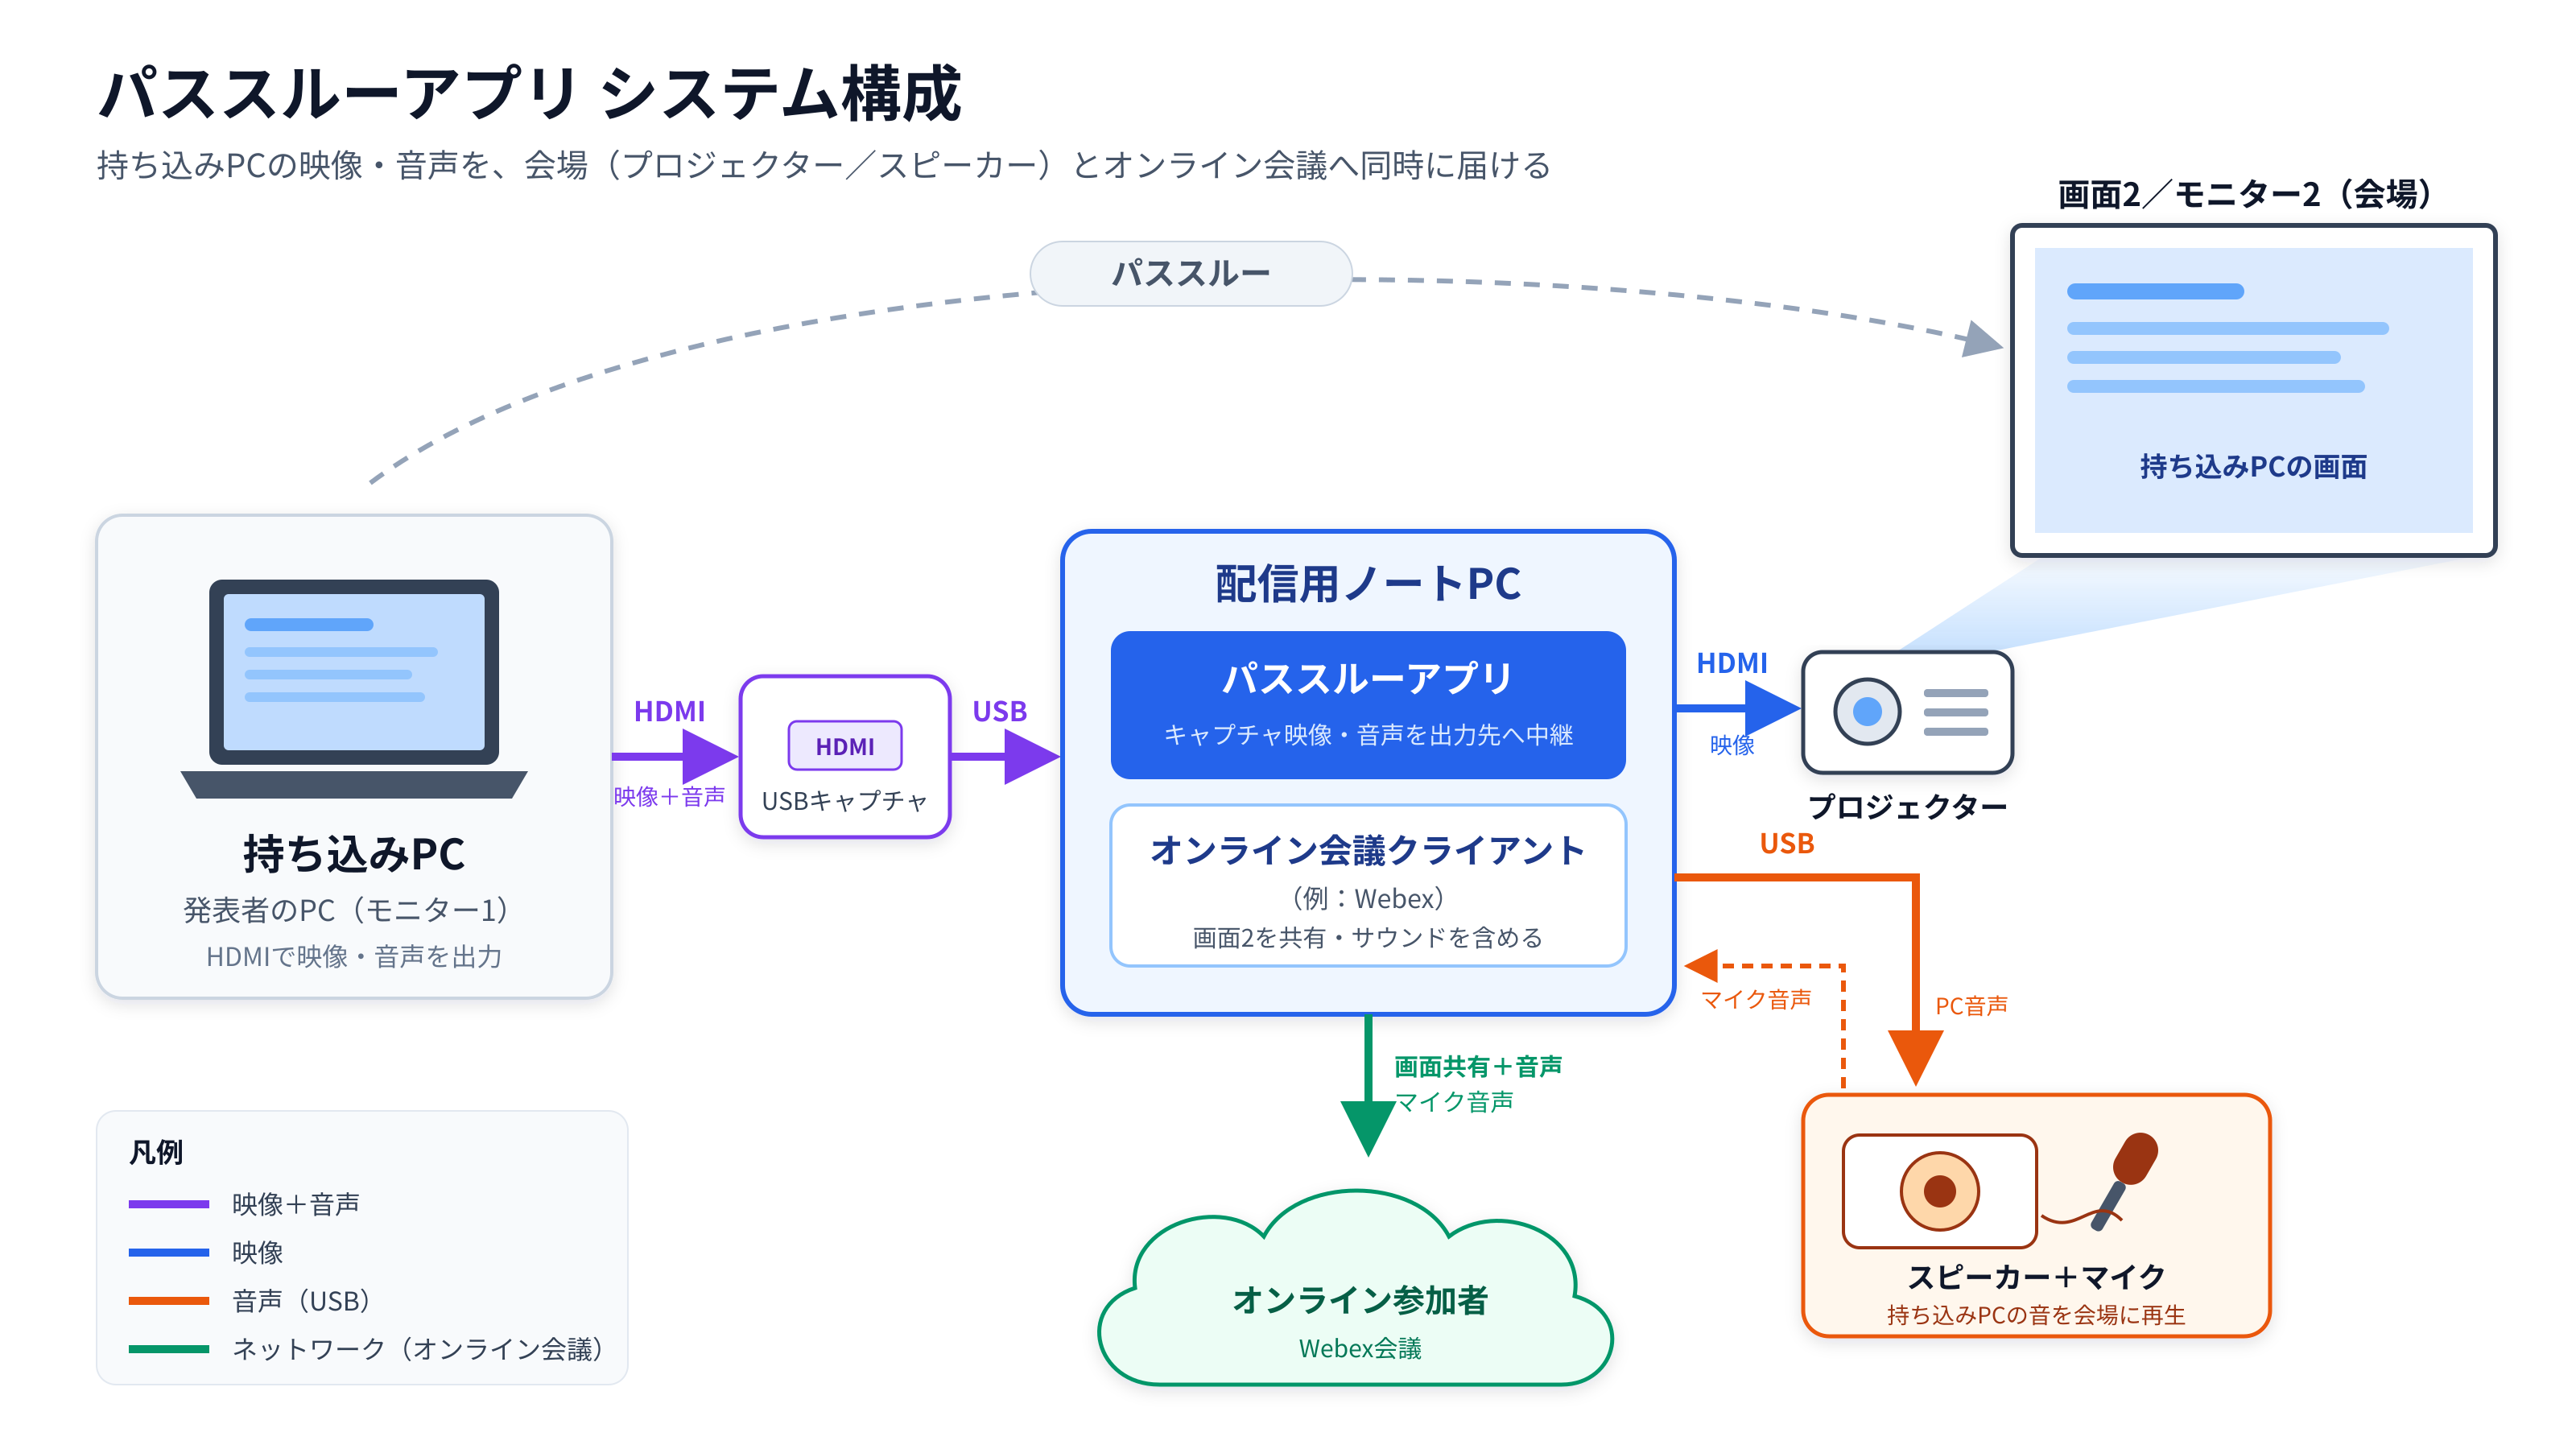 パススルーアプリ システム構成
持ち込みPCの映像・音声を、会場（プロジェクター／スピーカー）とオンライン会議へ同時に届ける
画面2／モニター2（会場）
パススルー
持ち込みPCの画面
配信用ノートPC
パススルーアプリ
キャプチャ映像・音声を出力先へ中継
オンライン会議クライアント
（例：Webex）
画面2を共有・サウンドを含める
HDMI
映像＋音声
HDMI
USBキャプチャ
USB
HDMI
映像
プロジェクター
USB
持ち込みPC
発表者のPC（モニター1）
HDMIで映像・音声を出力
マイク音声
PC音声
画面共有＋音声
マイク音声
凡例
映像＋音声
映像
音声（USB）
ネットワーク（オンライン会議）
オンライン参加者
Webex会議
スピーカー＋マイク
持ち込みPCの音を会場に再生